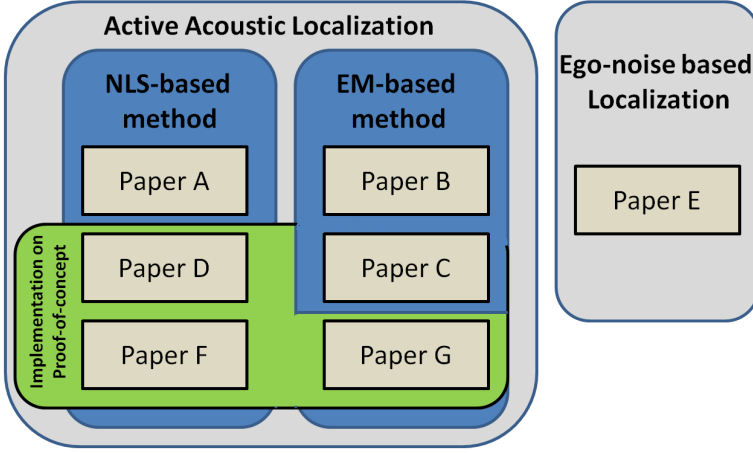 Active Acoustic Localization
NLS-based
method
Paper A
Paper D
Paper F
EM-based
method
Paper B
Paper C
Paper G
Implementation on
Proof-of-concept
Ego-noise based
Localization
Paper E